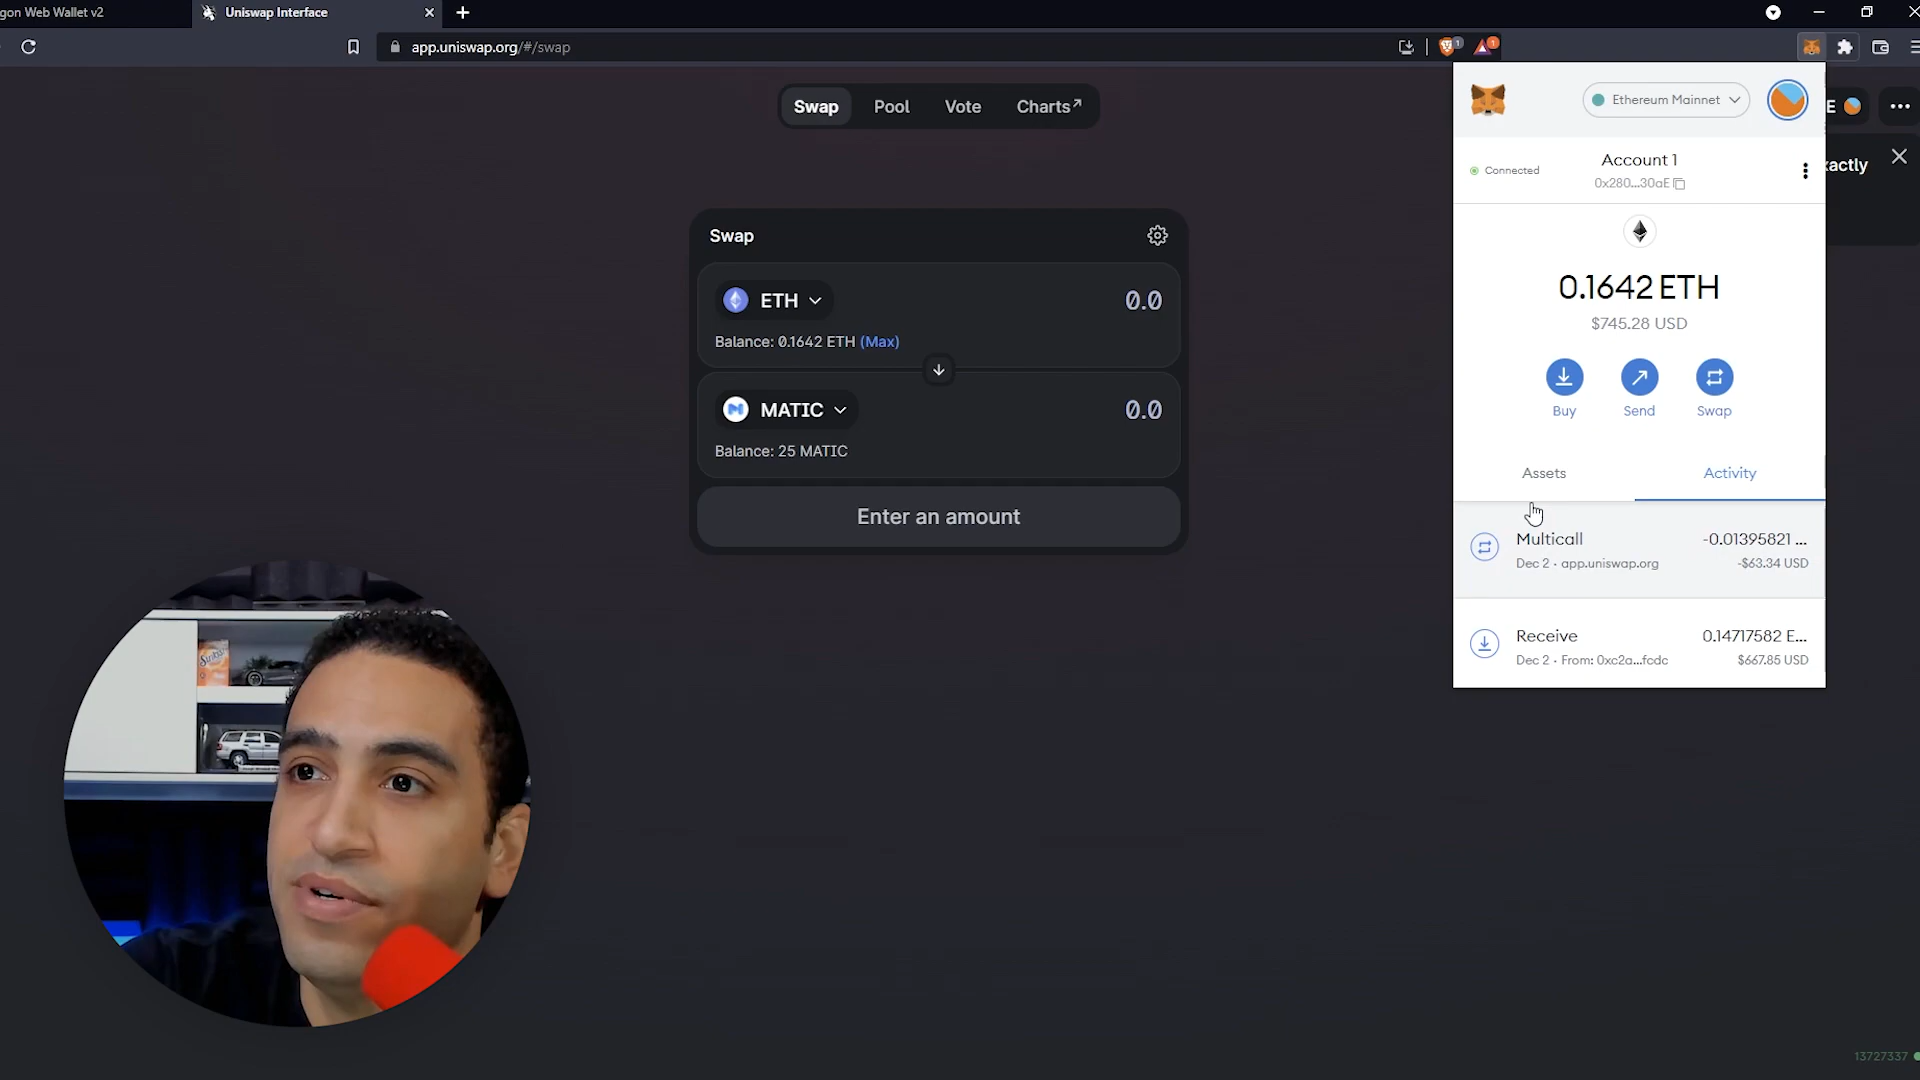 gon Web Wallet v2
Uniswap Interface
app.uniswap.org/#/swap
1
1
Swap
Pool
Vote
Charts↗
Ethereum Mainnet
E
Connected
Account 1
0x280...30aE
xactly
0.1642 ETH
$745.28 USD
Buy
Send
Swap
Assets
Activity
Multicall
-0.01395821 ...
Dec 2 · app.uniswap.org
-$63.34 USD
Receive
0.14717582 E...
Dec 2 · From: 0xc2a...fcdc
$667.85 USD
Swap
ETH
0.0
Balance: 0.1642 ETH (Max)
MATIC
0.0
Balance: 25 MATIC
Enter an amount
13727337